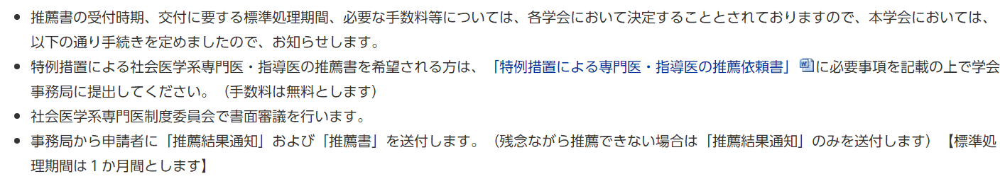 • 推薦書の受付時期、交付に要する標準処理期間、必要な手数料等については、各学会において決定することとされておりますので、本学会においては、
以下の通り手続きを定めましたので、お知らせします。
• 特例措置による社会医学系専門医・指導医の推薦書を希望される方は、「特例措置による専門医・指導医の推薦依頼書」に必要事項を記載の上で学会
事務局に提出してください。（手数料は無料とします）
• 社会医学系専門医制度委員会で書面審議を行います。
• 事務局から申請者に「推薦結果通知」および「推薦書」を送付します。（残念ながら推薦できない場合は「推薦結果通知」のみを送付します）【標準処
理期間は１か月間とします】